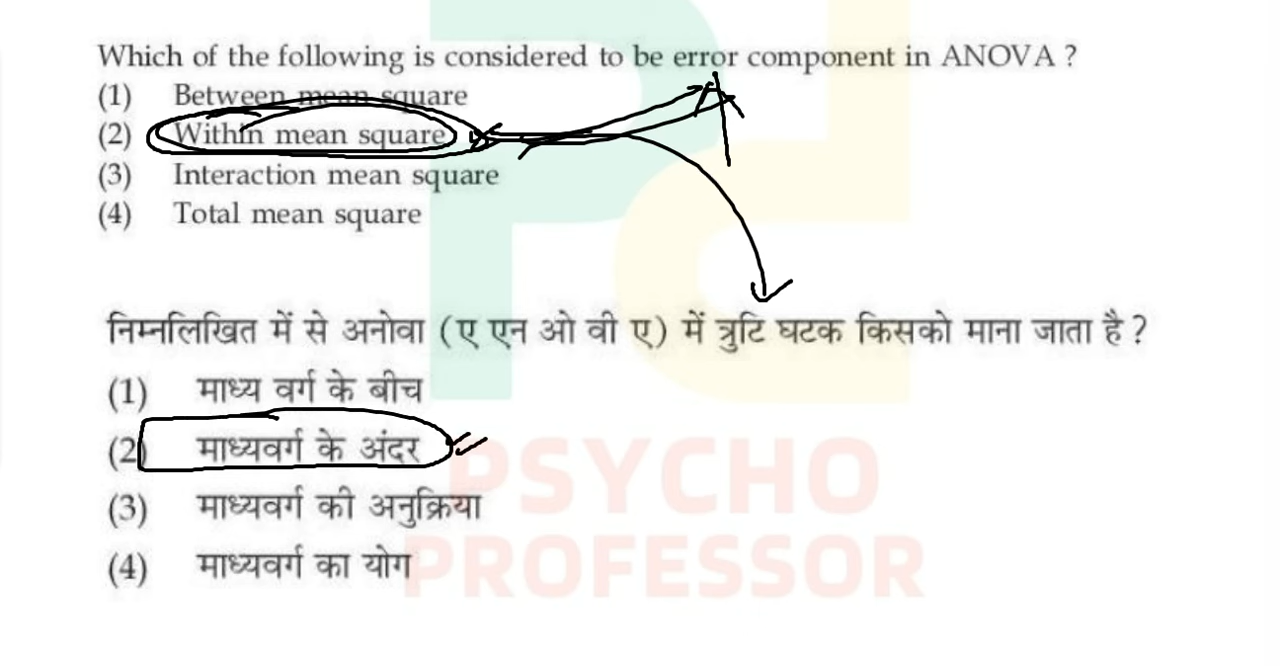 Which of the following is considered to be error component in ANOVA ?
(1) Between mean square
(2) Within mean square
(3) Interaction mean square
(4) Total mean square
निम्नलिखित में से अनोवा (ए एन ओ वी ए) में त्रुटि घटक किसको माना जाता है ?
(1) माध्य वर्ग के बीच
(2) माध्यवर्ग के अंदर
(3) माध्यवर्ग की अनुक्रिया
(4) माध्यवर्ग का योग
PSYCHO
PROFESSOR